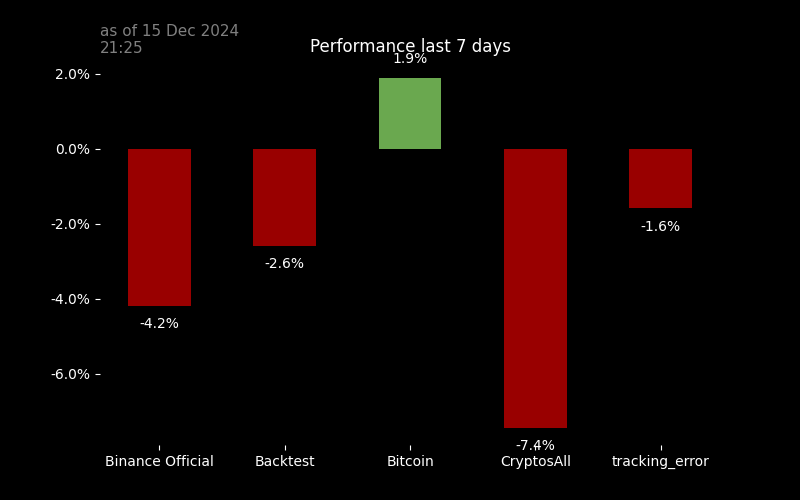 as of 15 Dec 2024
21:25
Performance last 7 days
1.9%
2.0%
0.0%
-2.0%
-1.6%
-2.6%
-4.0%
-4.2%
-6.0%
-7.4%
Binance Official
Backtest
Bitcoin
CryptosAll
tracking_error